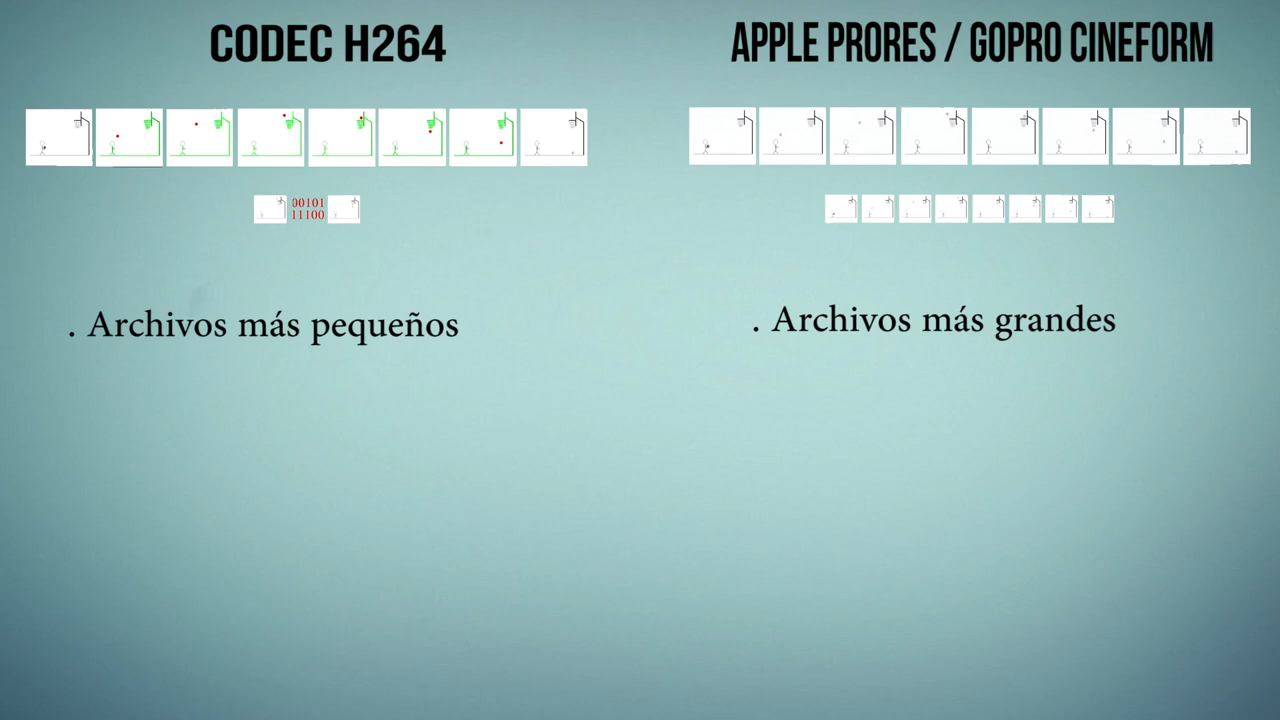 CODEC H264
APPLE PRORES / GOPRO CINEFORM
00101
11100
. Archivos más pequeños
. Archivos más grandes